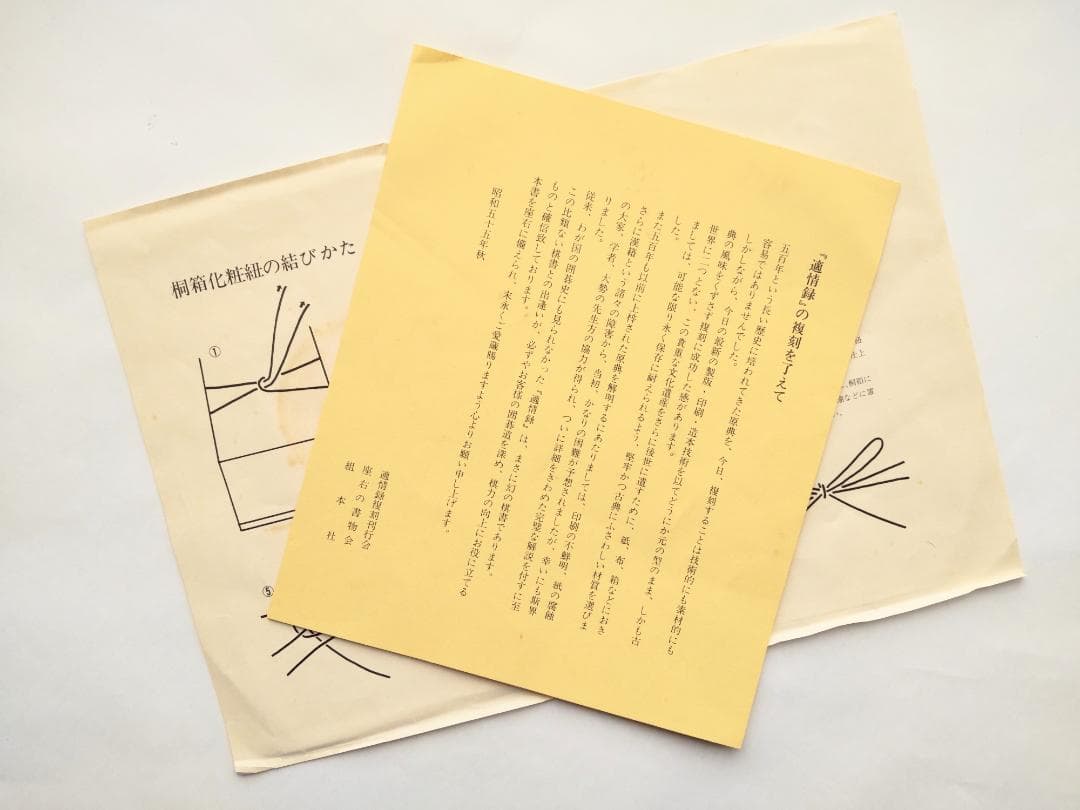 『適情録』の複刻を了えて
五百年という長い歴史に培われてきた原典を、今日、複刻することは技術的にも素材的にも
容易ではありませんでした。
しかしながら、今日の最新の製版・印刷・造本技術を以てどうにか元の型のまま、しかも古
典の風味をくずさず複刻に成功した感があります。
世界に二つとない、この貴重な文化遺産をさらに後世に遺すために、紙、布、箱などにおき
ましては、可能な限り永く保存に耐えられるよう、堅牢かつ古典にふさわしい材質を選びま
した。
また五百年も以前に上梓された原典を解明するにあたりましては、印刷の不鮮明、紙の腐蝕
さらに漢籍という諸々の障害から、当初、かなりの困難が予想されましたが、幸いにも斯界
の大家、学者、大勢の先生方の協力が得られ、ついに詳細をきわめた完璧な解説を付すに至
りました。
従来、わが国の囲碁史にも見られなかった『適情録』は、まさに幻の棋書であります。
この比類ない棋書との出逢いが、必ずやお客様の囲碁道を深め、棋力の向上にお役に立てる
ものと確信致しております。
本書を座右に備えられ、末永くご愛蔵賜りますよう心よりお願い申し上げます。
昭和五十五年秋
適情録複刻刊行会
座右の書物会
組本社
桐箱化粧紐の結びかた
①
⑤
、桐箱に
などに